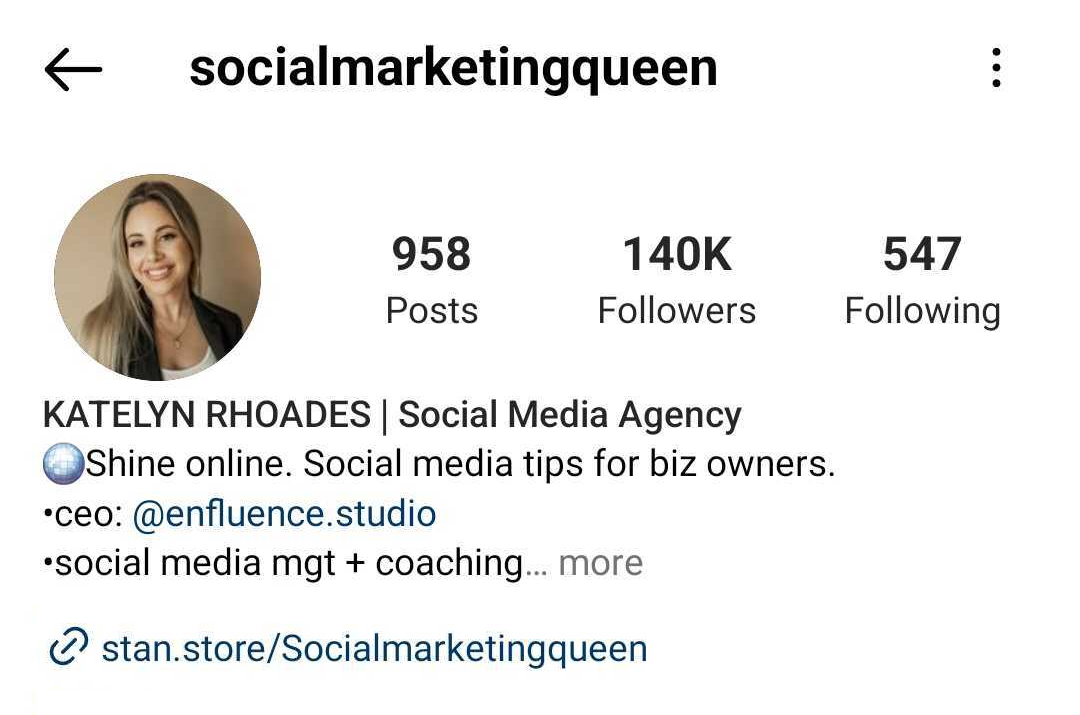 socialmarketingqueen
958 140K 547
Posts Followers Following
KATELYN RHOADES | Social Media Agency
🪩Shine online. Social media tips for biz owners.
•ceo: @enfluence.studio
•social media mgt + coaching... more
stan.store/Socialmarketingqueen